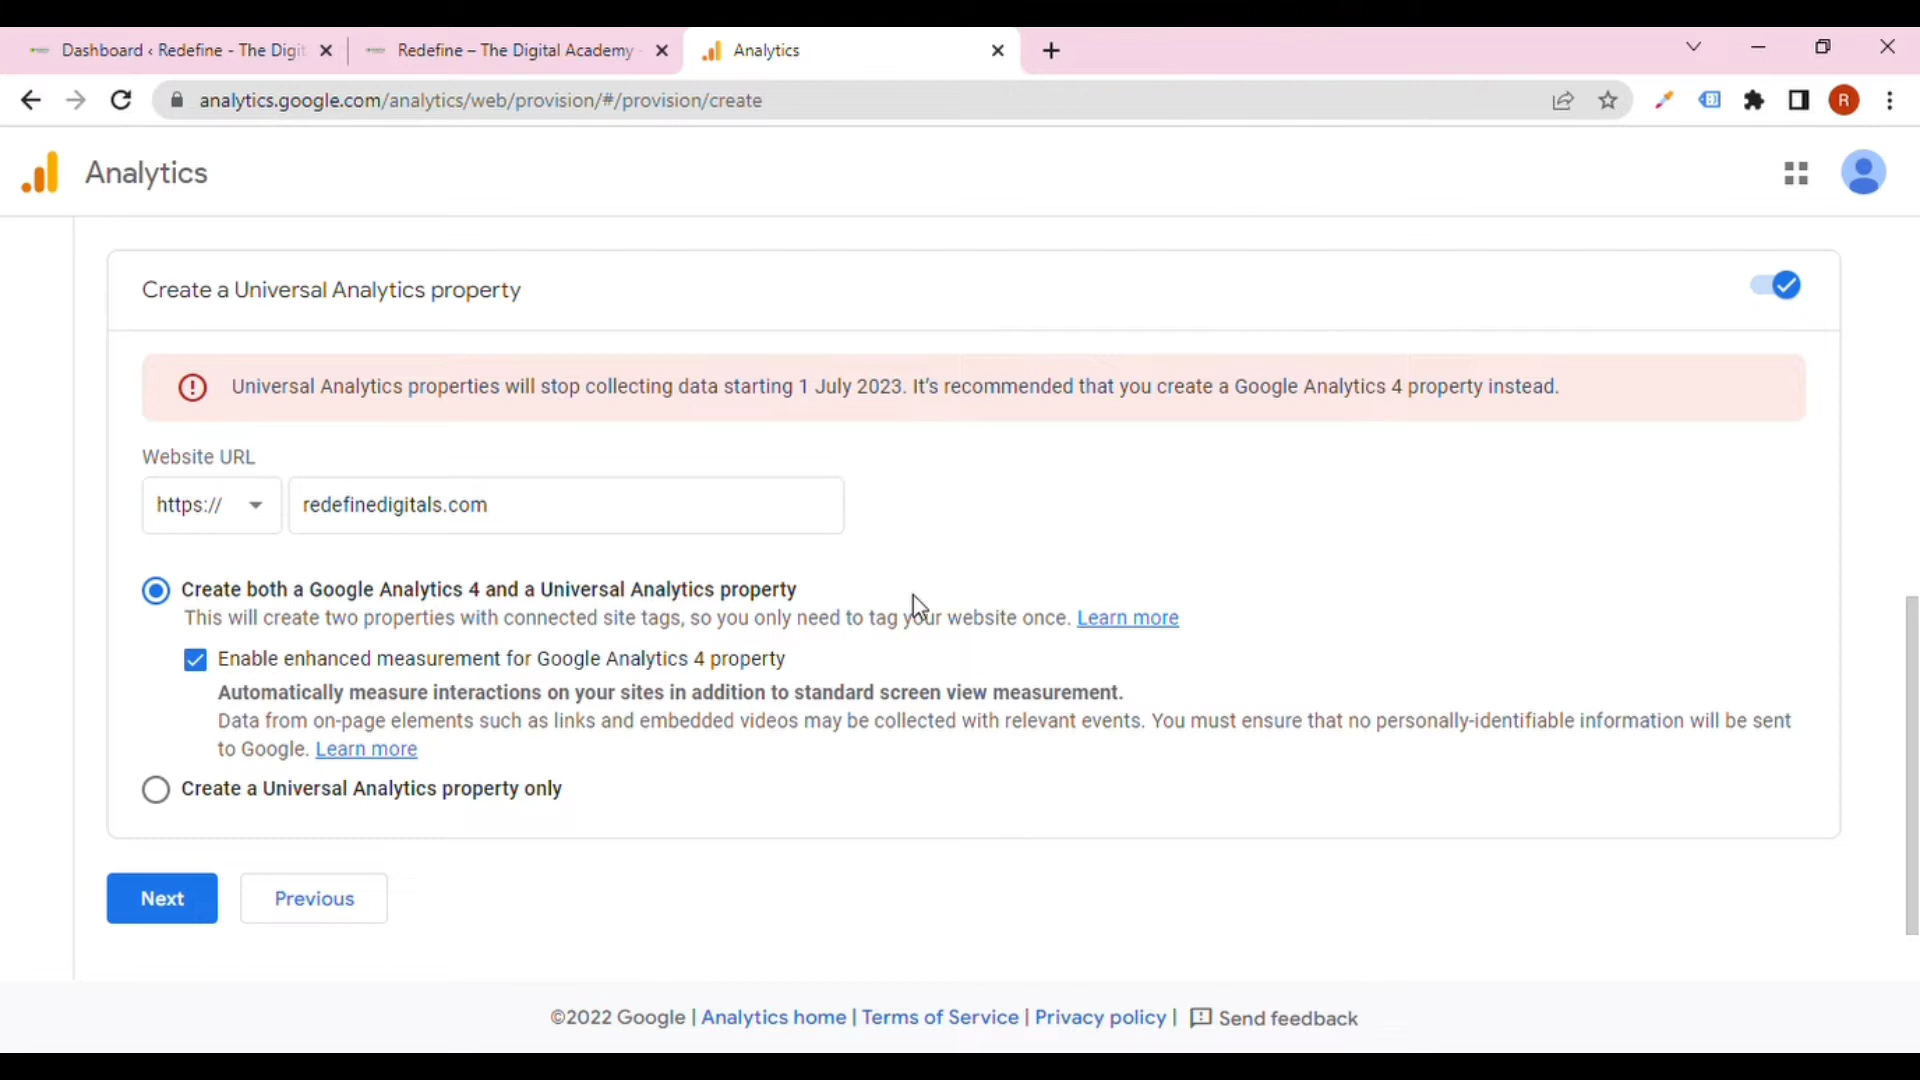 Dashboard ‹ Redefine - The Digit
Redefine – The Digital Academy
Analytics
analytics.google.com/analytics/web/provision/#/provision/create
R
Analytics
Create a Universal Analytics property
Universal Analytics properties will stop collecting data starting 1 July 2023. It's recommended that you create a Google Analytics 4 property instead.
Website URL
https://
redefinedigitals.com
Create both a Google Analytics 4 and a Universal Analytics property
This will create two properties with connected site tags, so you only need to tag your website once. Learn more
Enable enhanced measurement for Google Analytics 4 property
Automatically measure interactions on your sites in addition to standard screen view measurement.
Data from on-page elements such as links and embedded videos may be collected with relevant events. You must ensure that no personally-identifiable information will be sent
to Google. Learn more
Create a Universal Analytics property only
Next
Previous
©2022 Google | Analytics home | Terms of Service | Privacy policy | Send feedback